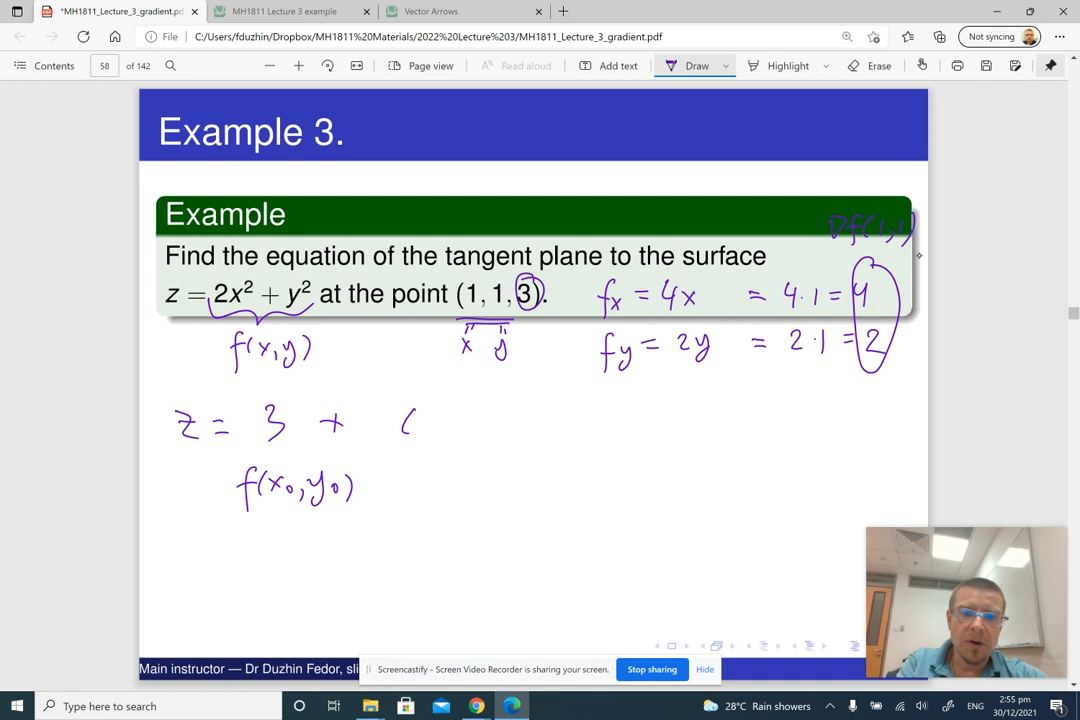 *MH1811_Lecture_3_gradient.pd
MH1811 Lecture 3 example
Vector Arrows
File
C:/Users/fduzhin/Dropbox/MH1811%20Materials/2022%20Lecture%203/MH1811_Lecture_3_gradient.pdf
Not syncing
Contents
58
of 142
Page view
Read aloud
Add text
Draw
Highlight
Erase
Example 3.
Example
∇f(1,1)
Find the equation of the tangent plane to the surface
z = 2x² + y² at the point (1, 1, 3).
fx = 4x = 4·1 = 4
f(x,y)
x y
fy = 2y = 2·1 = 2
z = 3 + (
f(x₀,y₀)
Main instructor — Dr Duzhin Fedor, sli
Screencastify - Screen Video Recorder is sharing your screen.
Stop sharing
Hide
Type here to search
28°C Rain showers
ENG
2:55 pm
30/12/2021
1